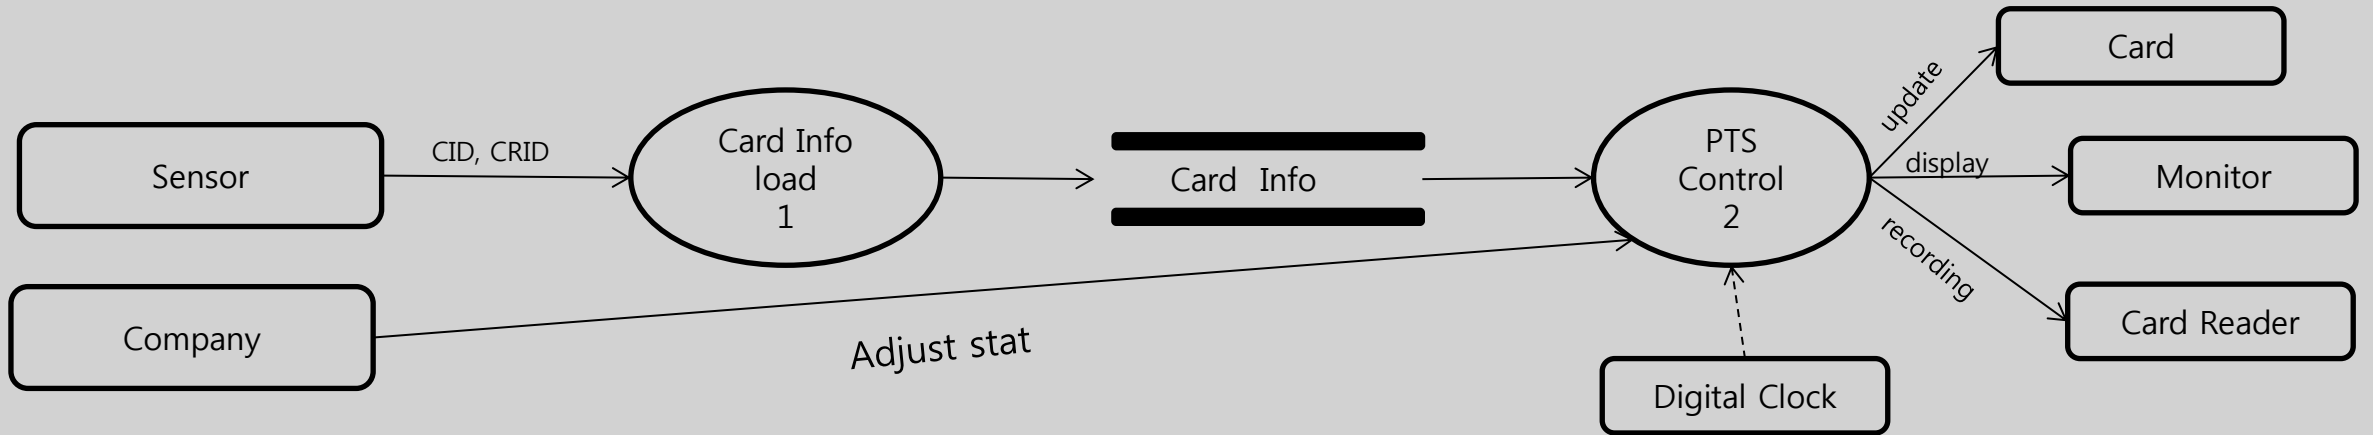 Sensor
CID, CRID
Card Info
load
1
Card Info
PTS
Control
2
update
display
recording
Card
Monitor
Card Reader
Company
Adjust stat
Digital Clock